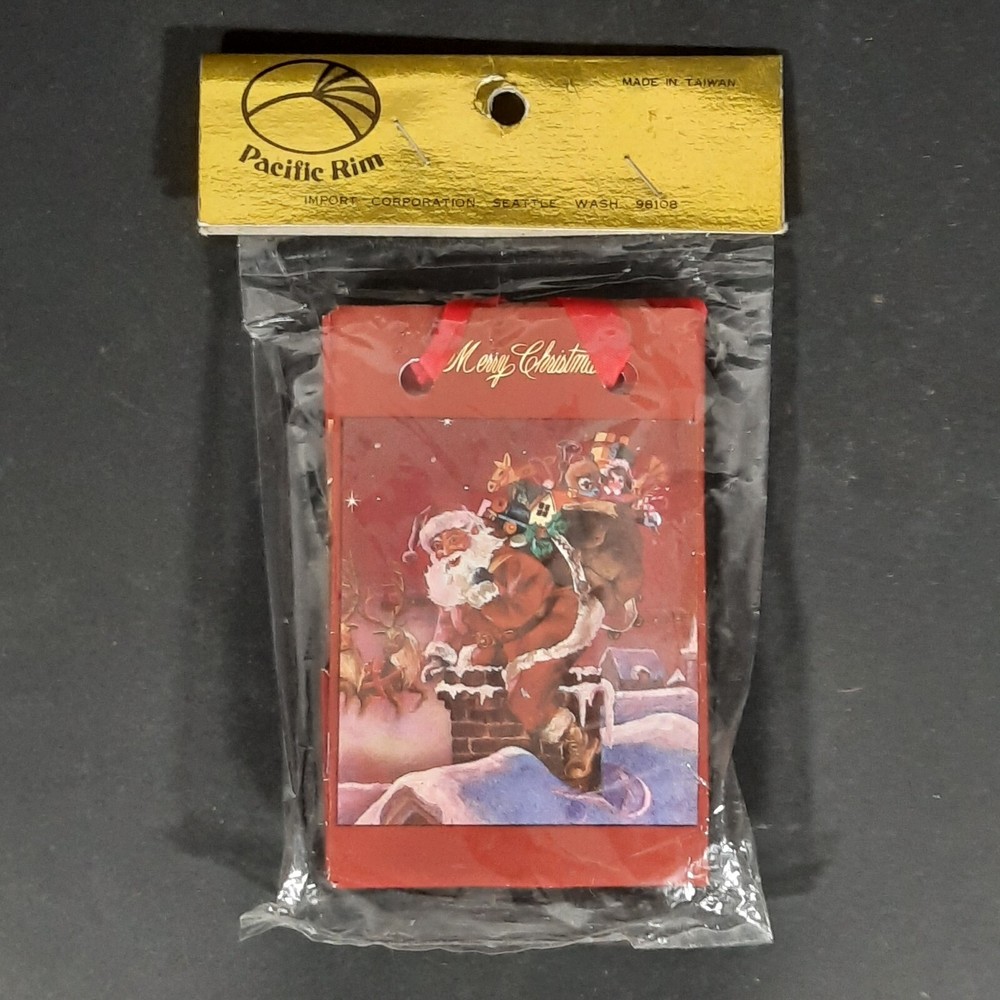 MADE IN TAIWAN
Pacific Rim
IMPORT CORPORATION SEATTLE WASH. 98108
Merry Christmas